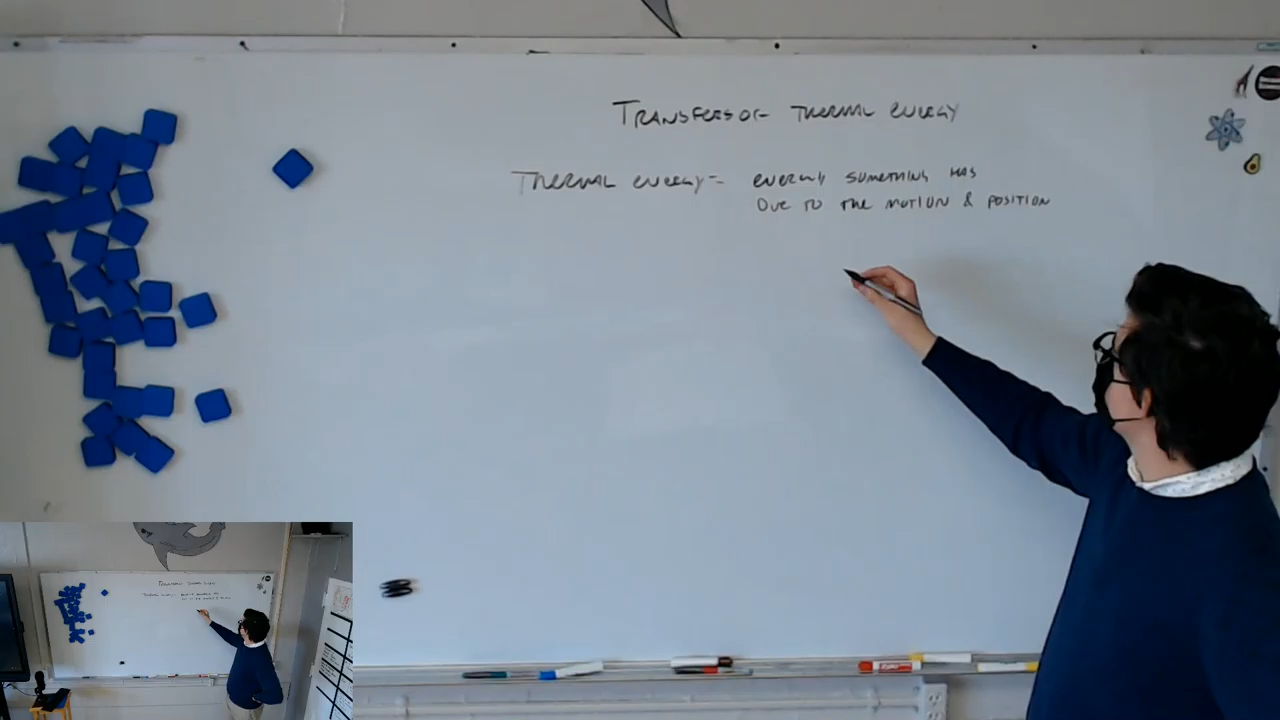 TRANSFERS OF THERMAL ENERGY
THERMAL ENERGY - ENERGY SOMETHING HAS
DUE TO THE MOTION & POSITION